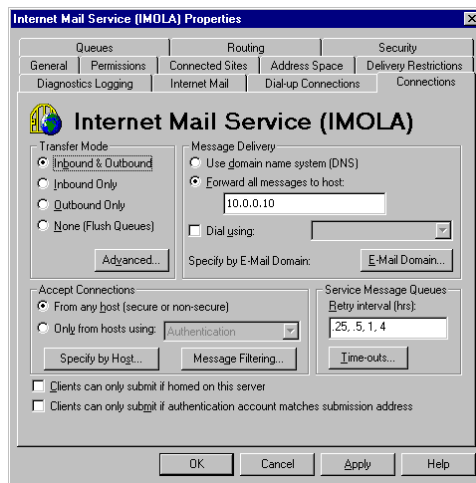 Internet Mail Service (IMOLA) Properties
Queues Routing Security
General Permissions Connected Sites Address Space Delivery Restrictions
Diagnostics Logging Internet Mail Dial-up Connections Connections
Internet Mail Service (IMOLA)
Transfer Mode
Inbound & Outbound
Inbound Only
Outbound Only
None (Flush Queues)
Advanced...
Message Delivery
Use domain name system (DNS)
Forward all messages to host:
10.0.0.10
Dial using:
Specify by E-Mail Domain: E-Mail Domain...
Accept Connections
From any host (secure or non-secure)
Only from hosts using: Authentication
Specify by Host... Message Filtering...
Service Message Queues
Retry interval (hrs):
.25, .5, 1, 4
Time-outs...
Clients can only submit if homed on this server
Clients can only submit if authentication account matches submission address
OK Cancel Apply Help